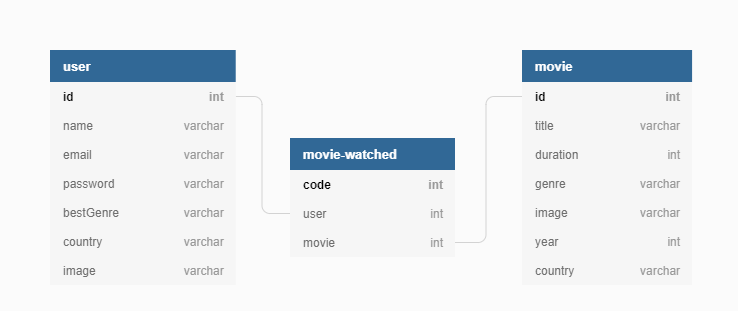 user
id int
name varchar
email varchar
password varchar
bestGenre varchar
country varchar
image varchar
movie-watched
code int
user int
movie int
movie
id int
title varchar
duration int
genre varchar
image varchar
year int
country varchar